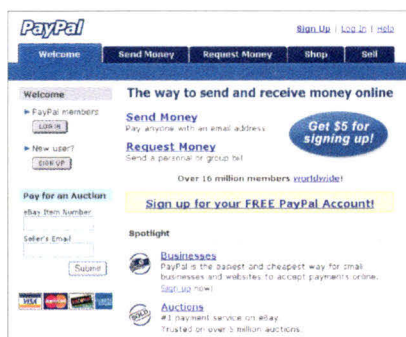 PayPal
Sign Up | Log In | Help
Welcome
Send Money
Request Money
Shop
Sell
Welcome
PayPal members
LOG IN
New user?
SIGN UP
Pay for an Auction
eBay Item Number
Seller's Email
Submit
VISA
The way to send and receive money online
Send Money
Pay anyone with an email address
Request Money
Send a personal or group bill
Get $5 for
signing up!
Over 16 million members worldwide!
Sign up for your FREE PayPal Account!
Spotlight
Businesses
PayPal is the easiest and cheapest way for small
businesses and websites to accept payments online.
Sign up now!
SOLD
Auctions
#1 payment service on eBay
Trusted on over 5 million auctions.